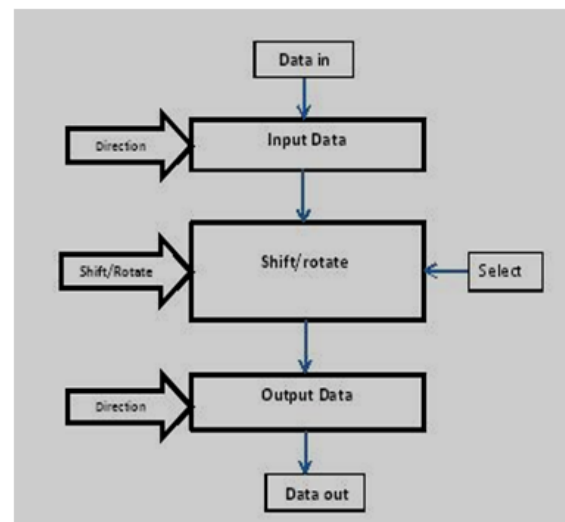 Data in
Direction
Input Data
Shift/Rotate
Shift/rotate
Select
Direction
Output Data
Data out